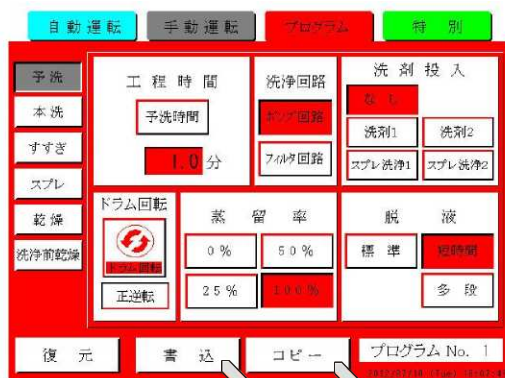 自動運転
手動運転
プログラム
特別
予洗
本洗
すすぎ
スプレ
乾燥
洗浄前乾燥
工程時間
予洗時間
1.0分
洗浄回路
ポンプ回路
フィルタ回路
洗剤投入
なし
洗剤1 洗剤2
スプレ洗浄1 スプレ洗浄2
ドラム回転
ドラム回転
正逆転
蒸留率
0% 50%
25% 100%
脱液
標準 短時間
多段
復元
書込
コピー
プログラム No. 1